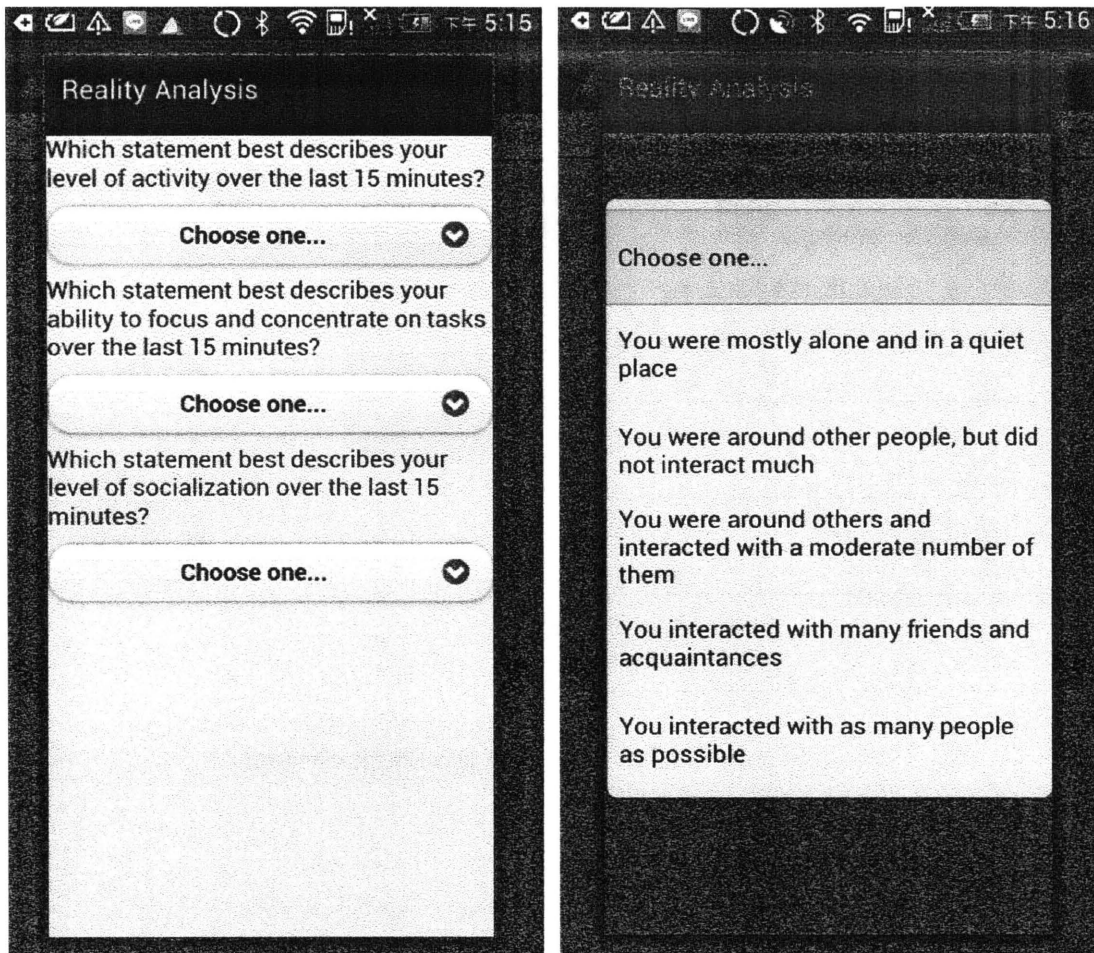 下午 5:15
Reality Analysis
Which statement best describes your
level of activity over the last 15 minutes?
Choose one...
Which statement best describes your
ability to focus and concentrate on tasks
over the last 15 minutes?
Choose one...
Which statement best describes your
level of socialization over the last 15
minutes?
Choose one...
下午 5:16
Reality Analysis
Choose one...
You were mostly alone and in a quiet
place
You were around other people, but did
not interact much
You were around others and
interacted with a moderate number of
them
You interacted with many friends and
acquaintances
You interacted with as many people
as possible